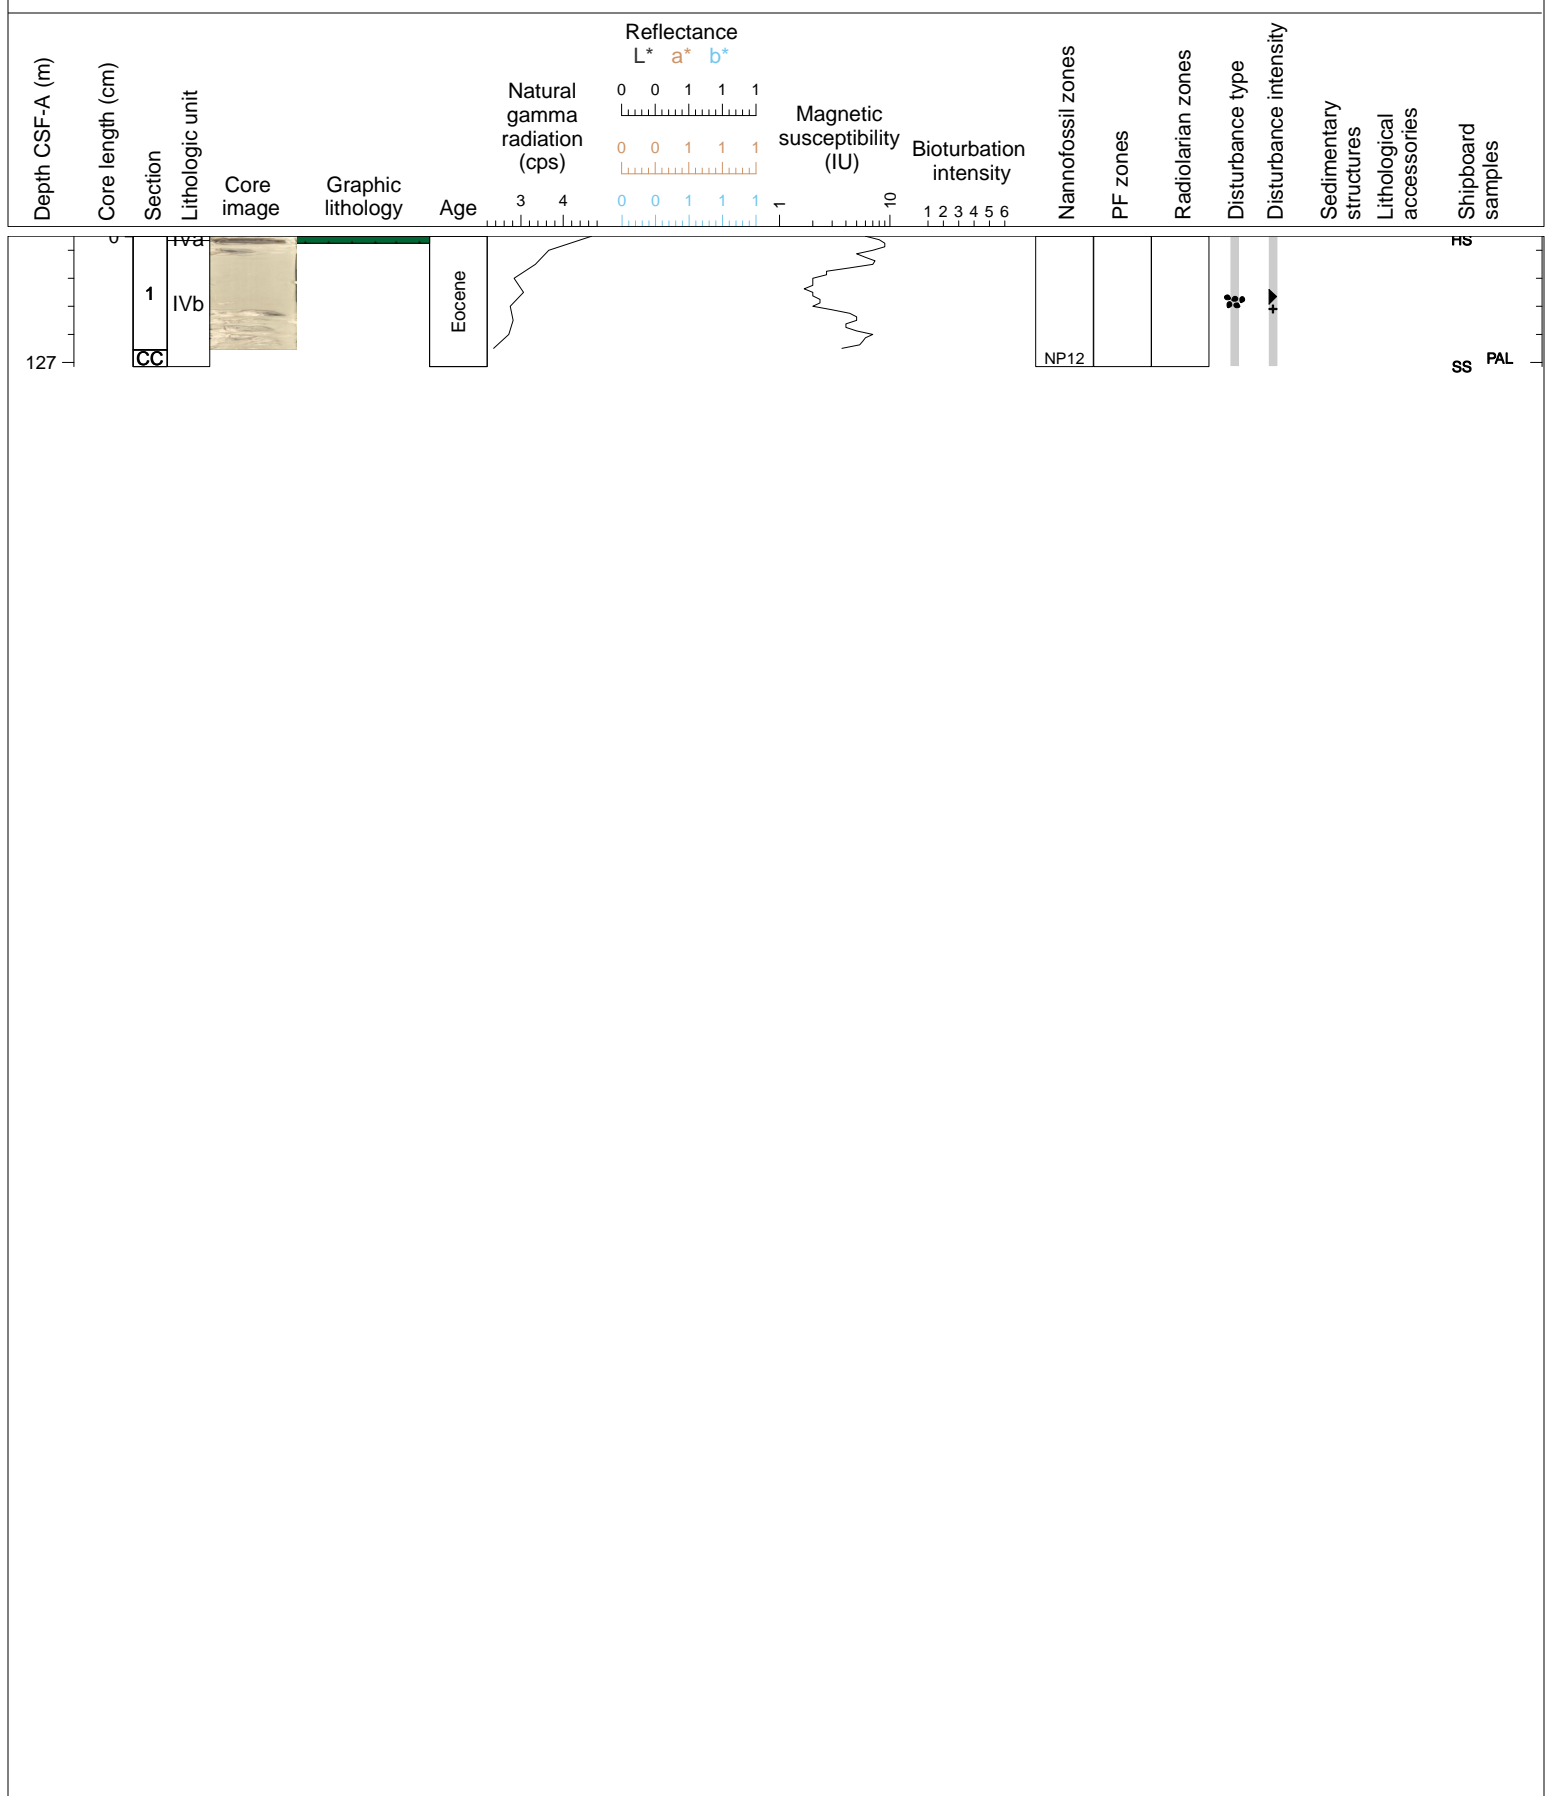 Depth CSF-A (m)
Core length (cm)
Section
Lithologic unit
Core
image
Graphic
lithology
Age
Natural
gamma
radiation
(cps)
3 4
Reflectance
L* a* b*
0 0 1 1 1
0 0 1 1 1
0 0 1 1 1
Magnetic
susceptibility
(IU)
1 10
Bioturbation
intensity
1 2 3 4 5 6
Nannofossil zones
PF zones
Radiolarian zones
Disturbance type
Disturbance intensity
Sedimentary
structures
Lithological
accessories
Shipboard
samples
0
IVa
HS
1
IVb
Eocene
127
CC
NP12
SS
PAL